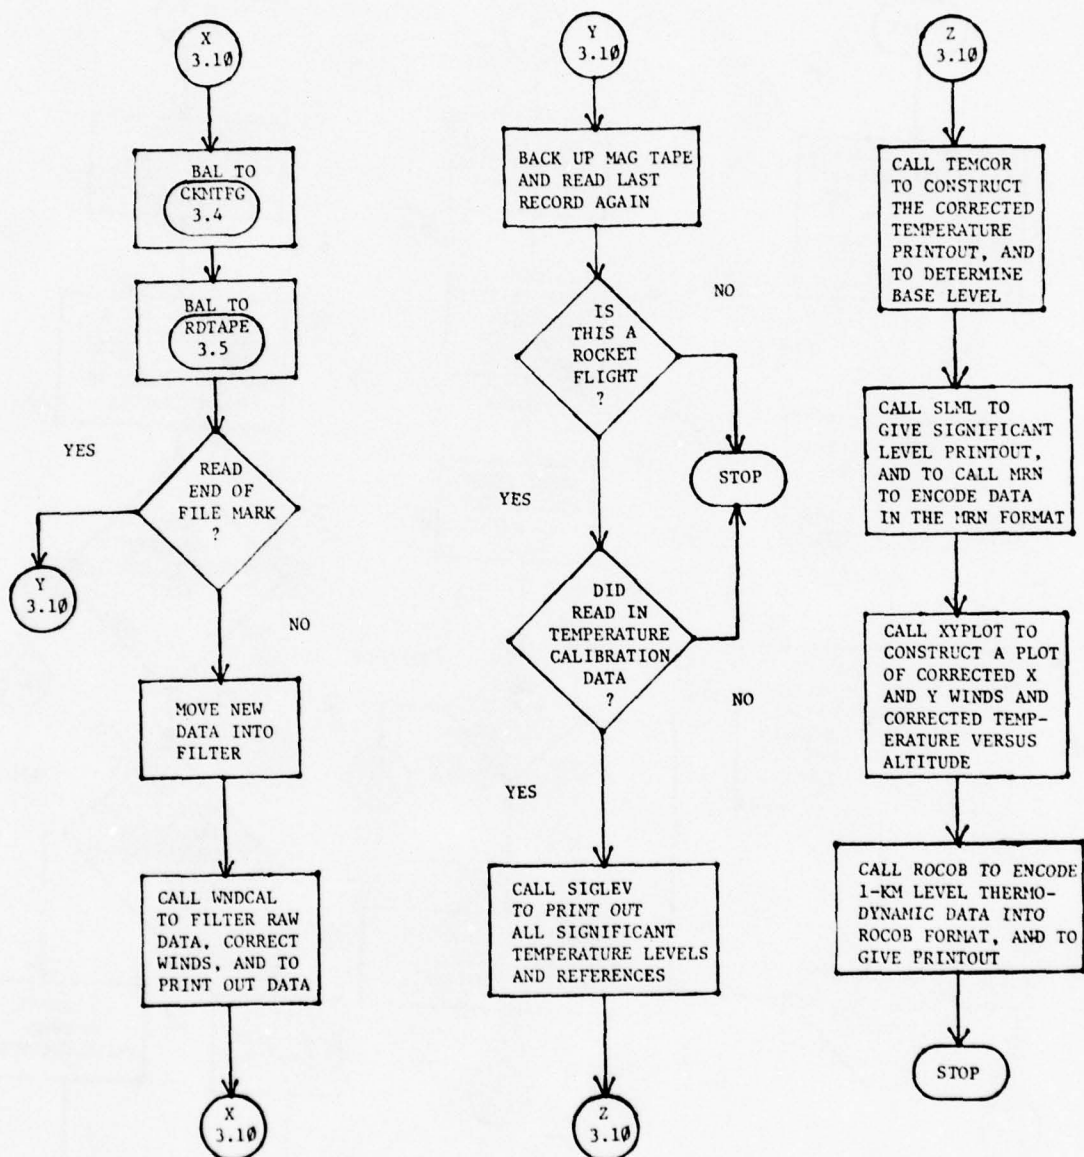 X
3.10
BAL TO
CKMTFG
3.4
BAL TO
RDTAPE
3.5
YES
READ
END OF
FILE MARK
?
Y
3.10
NO
MOVE NEW
DATA INTO
FILTER
CALL WNDCAL
TO FILTER RAW
DATA, CORRECT
WINDS, AND TO
PRINT OUT DATA
X
3.10
Y
3.10
BACK UP MAG TAPE
AND READ LAST
RECORD AGAIN
NO
IS
THIS A
ROCKET
FLIGHT
?
STOP
YES
DID
READ IN
TEMPERATURE
CALIBRATION
DATA
?
NO
YES
CALL SIGLEV
TO PRINT OUT
ALL SIGNIFICANT
TEMPERATURE LEVELS
AND REFERENCES
Z
3.10
Z
3.10
CALL TEMCOR
TO CONSTRUCT
THE CORRECTED
TEMPERATURE
PRINTOUT, AND
TO DETERMINE
BASE LEVEL
CALL SLML TO
GIVE SIGNIFICANT
LEVEL PRINTOUT,
AND TO CALL MRN
TO ENCODE DATA
IN THE MRN FORMAT
CALL XYPLOT TO
CONSTRUCT A PLOT
OF CORRECTED X
AND Y WINDS AND
CORRECTED TEMP-
ERATURE VERSUS
ALTITUDE
CALL ROCOB TO ENCODE
1-KM LEVEL THERMO-
DYNAMIC DATA INTO
ROCOB FORMAT, AND TO
GIVE PRINTOUT
STOP